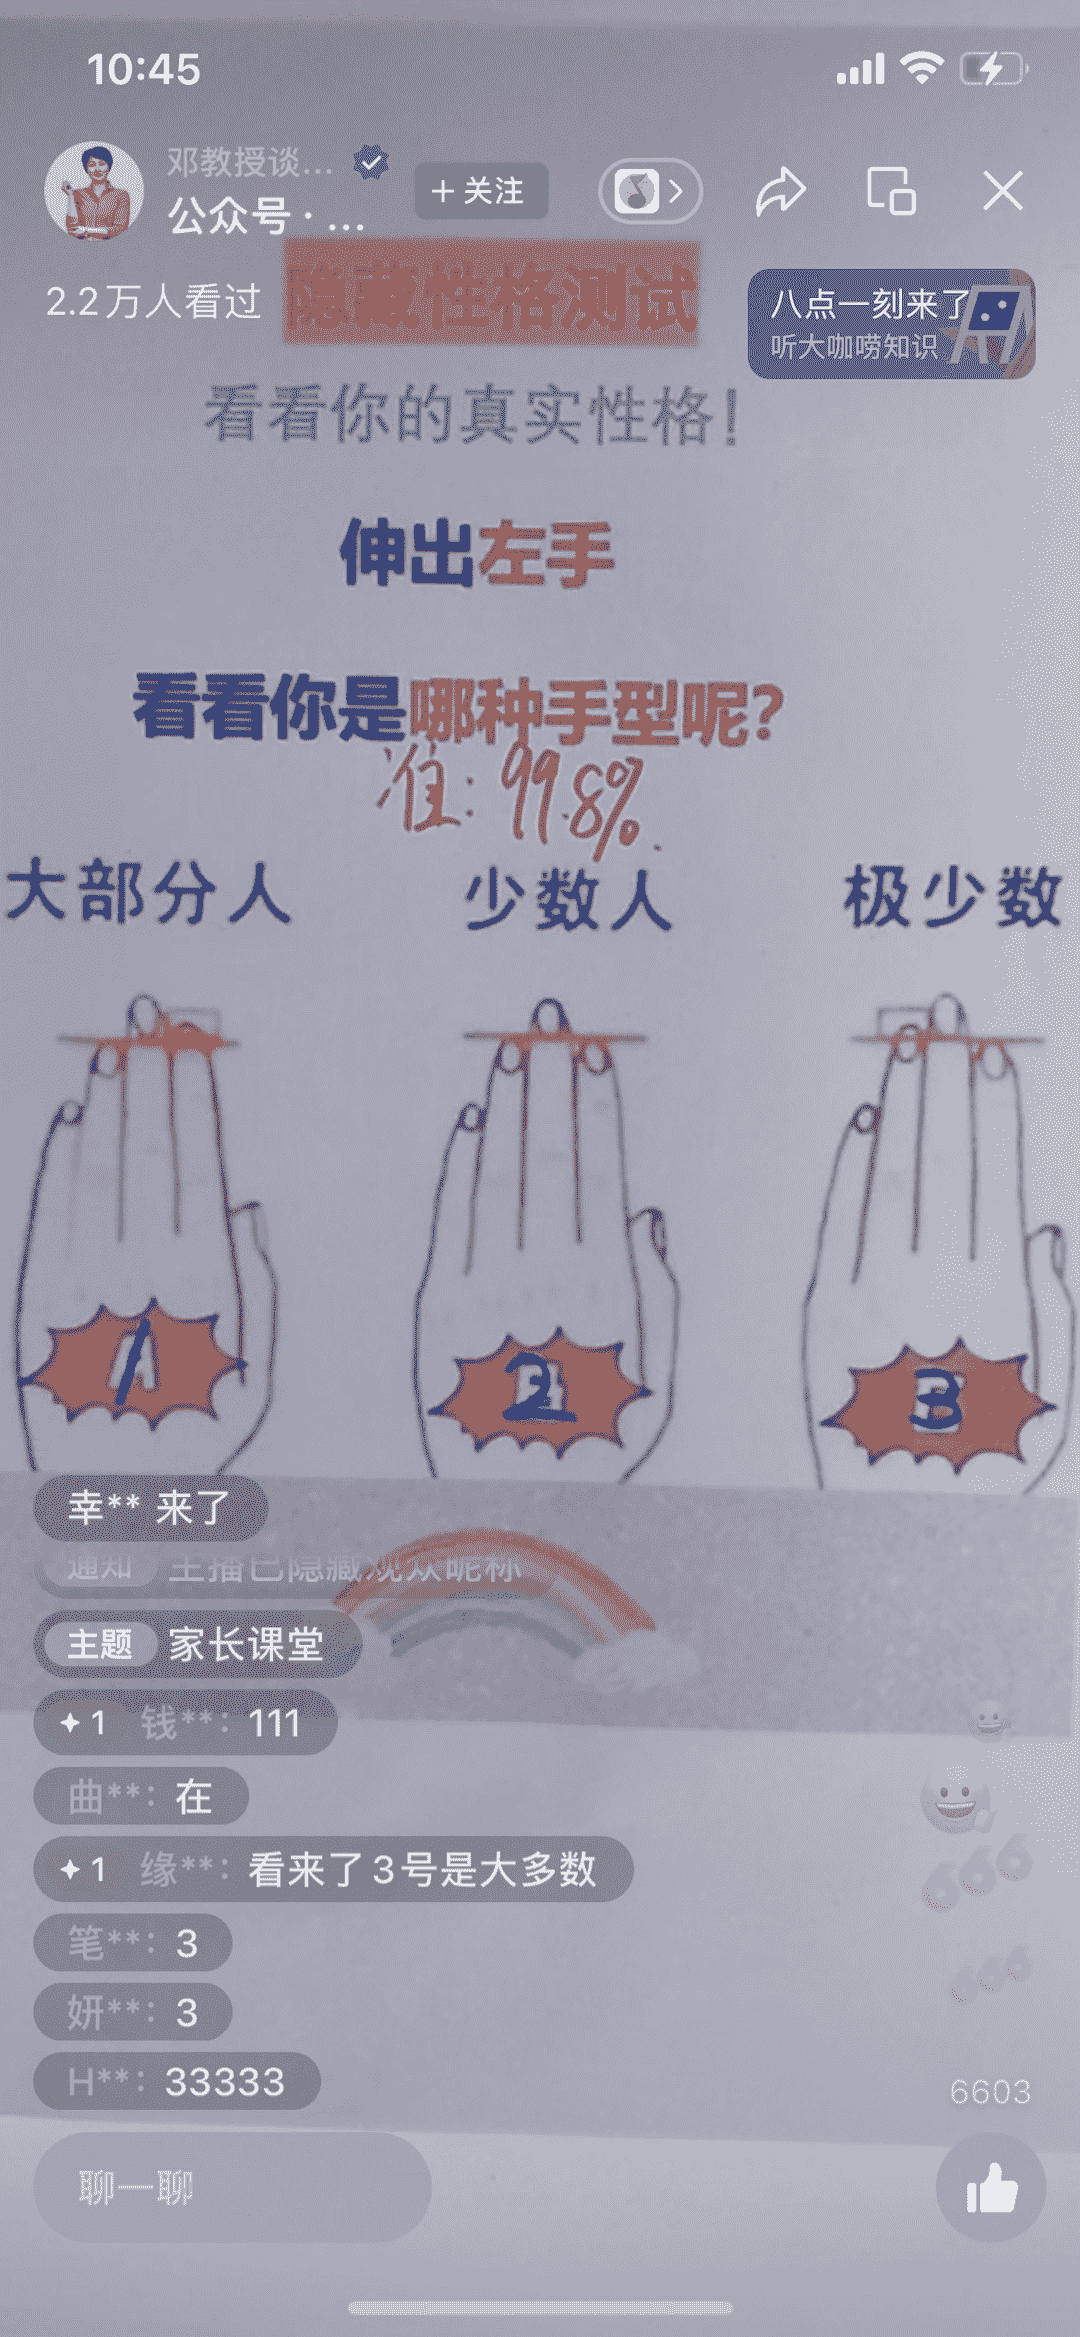 10:45
邓教授谈...
公众号 · ...
+ 关注
2.2万人看过
隐藏性格测试
八点一刻来了
听大咖唠知识
看看你的真实性格!
伸出左手
看看你是哪种手型呢?
准: 99.8%.
大部分人 少数人 极少数
1 2 3
幸** 来了
通知 主播已隐藏观众昵称
主题 家长课堂
1 钱**: 111
曲**: 在
1 缘**: 看来了3号是大多数
笔**: 3
妍**: 3
H**: 33333
666
666
6603
聊一聊